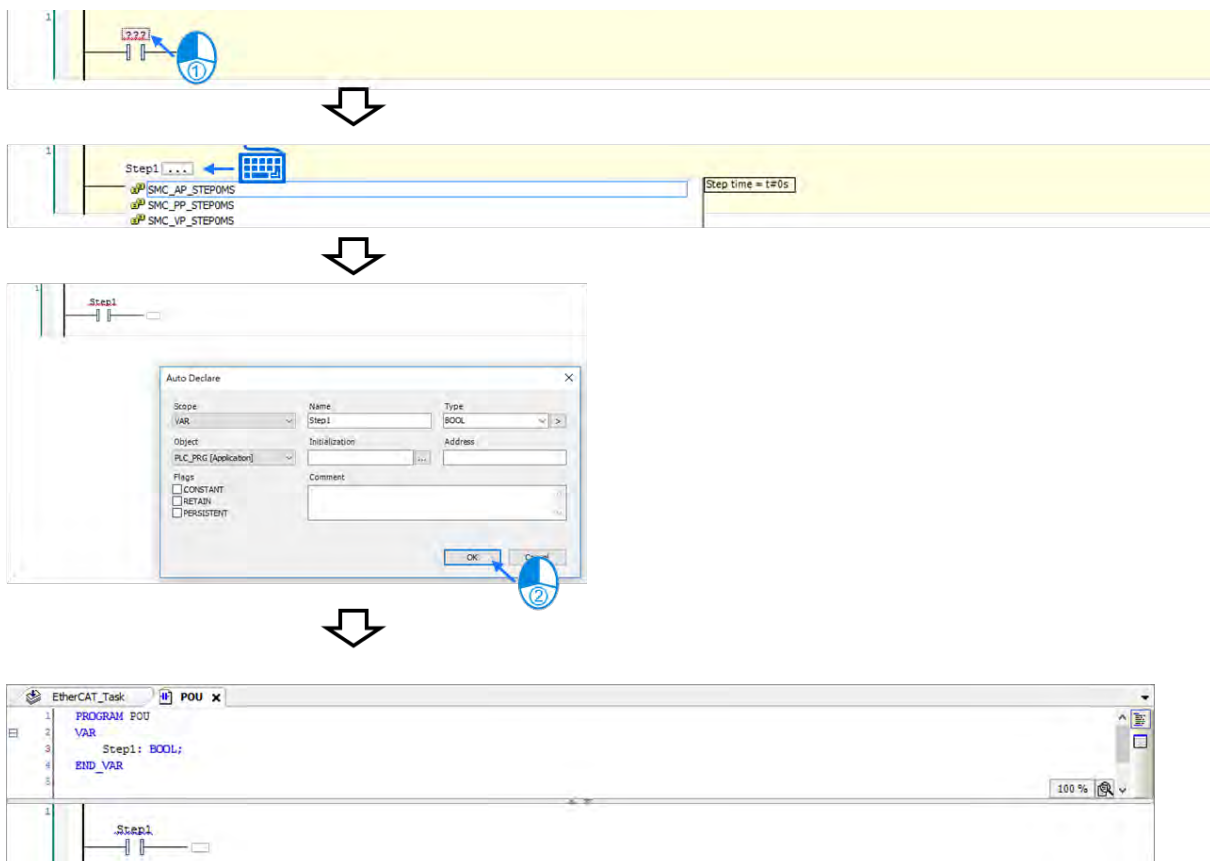 1
???
①
1
Step1 ...
SMC_AP_STEP0MS
Step time = t#0s
SMC_PP_STEP0MS
SMC_VP_STEP0MS
1
Step1
Auto Declare
Scope Name Type
VAR Step1 BOOL >
Object Initialization Address
PLC_PRG [Application] ...
Flags Comment
CONSTANT
RETAIN
PERSISTENT
OK Cancel
②
EtherCAT_Task POU x
1 PROGRAM POU
2 VAR
3 Step1: BOOL;
4 END_VAR
5
100 %
1
Step1